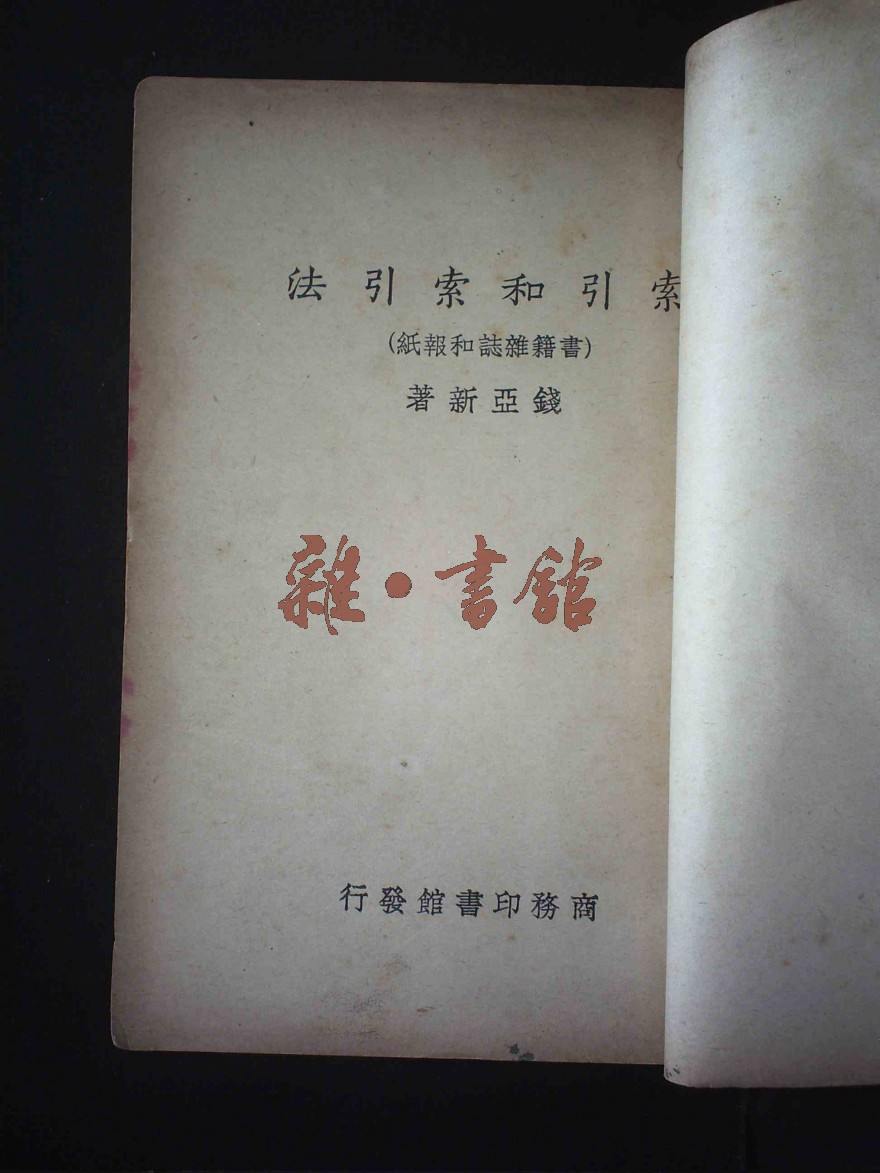 索引和索引法
(書籍雜誌和報紙)
錢亞新著
雜・書館
商務印書館發行